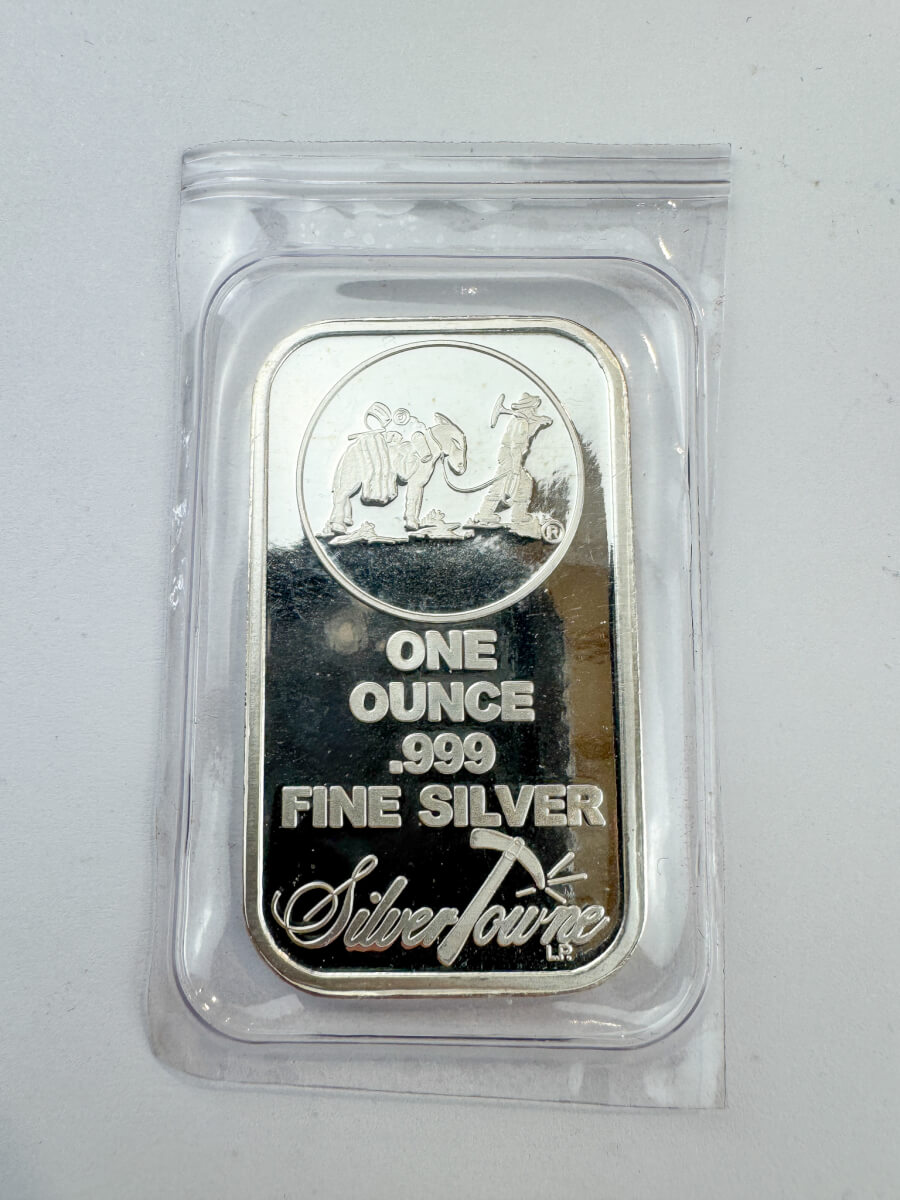 ®
ONE
OUNCE
.999
FINE SILVER
SilverTowne
L.P.